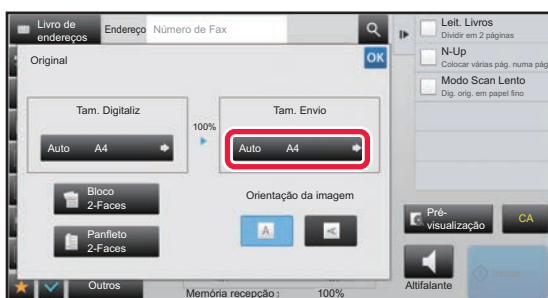 Livro de
endereços
Endereço
Número de Fax
Original
OK
Tam. Digitaliz
100%
Tam. Envio
Auto A4
Auto A4
Bloco
2-Faces
Panfleto
2-Faces
Orientação da imagem
A
A
Outros
Memória recepção : 100%
Leit. Livros
Dividir em 2 páginas
N-Up
Colocar várias pág. numa pág
Modo Scan Lento
Dig. orig. em papel fino
Pré-
visualização
CA
Altifalante
Iniciar